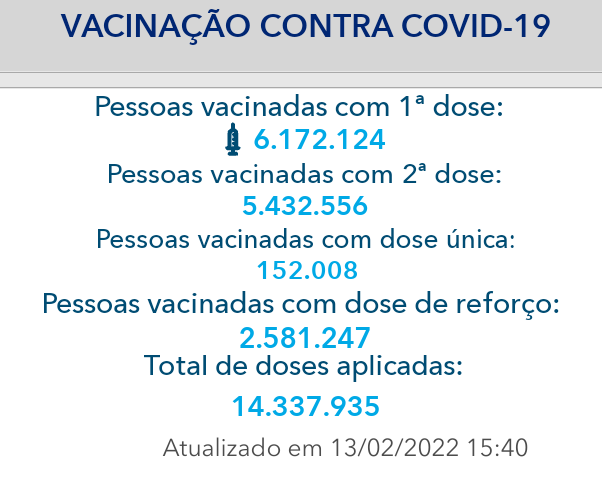 VACINAÇÃO CONTRA COVID-19
Pessoas vacinadas com 1ª dose:
6.172.124
Pessoas vacinadas com 2ª dose:
5.432.556
Pessoas vacinadas com dose única:
152.008
Pessoas vacinadas com dose de reforço:
2.581.247
Total de doses aplicadas:
14.337.935
Atualizado em 13/02/2022 15:40